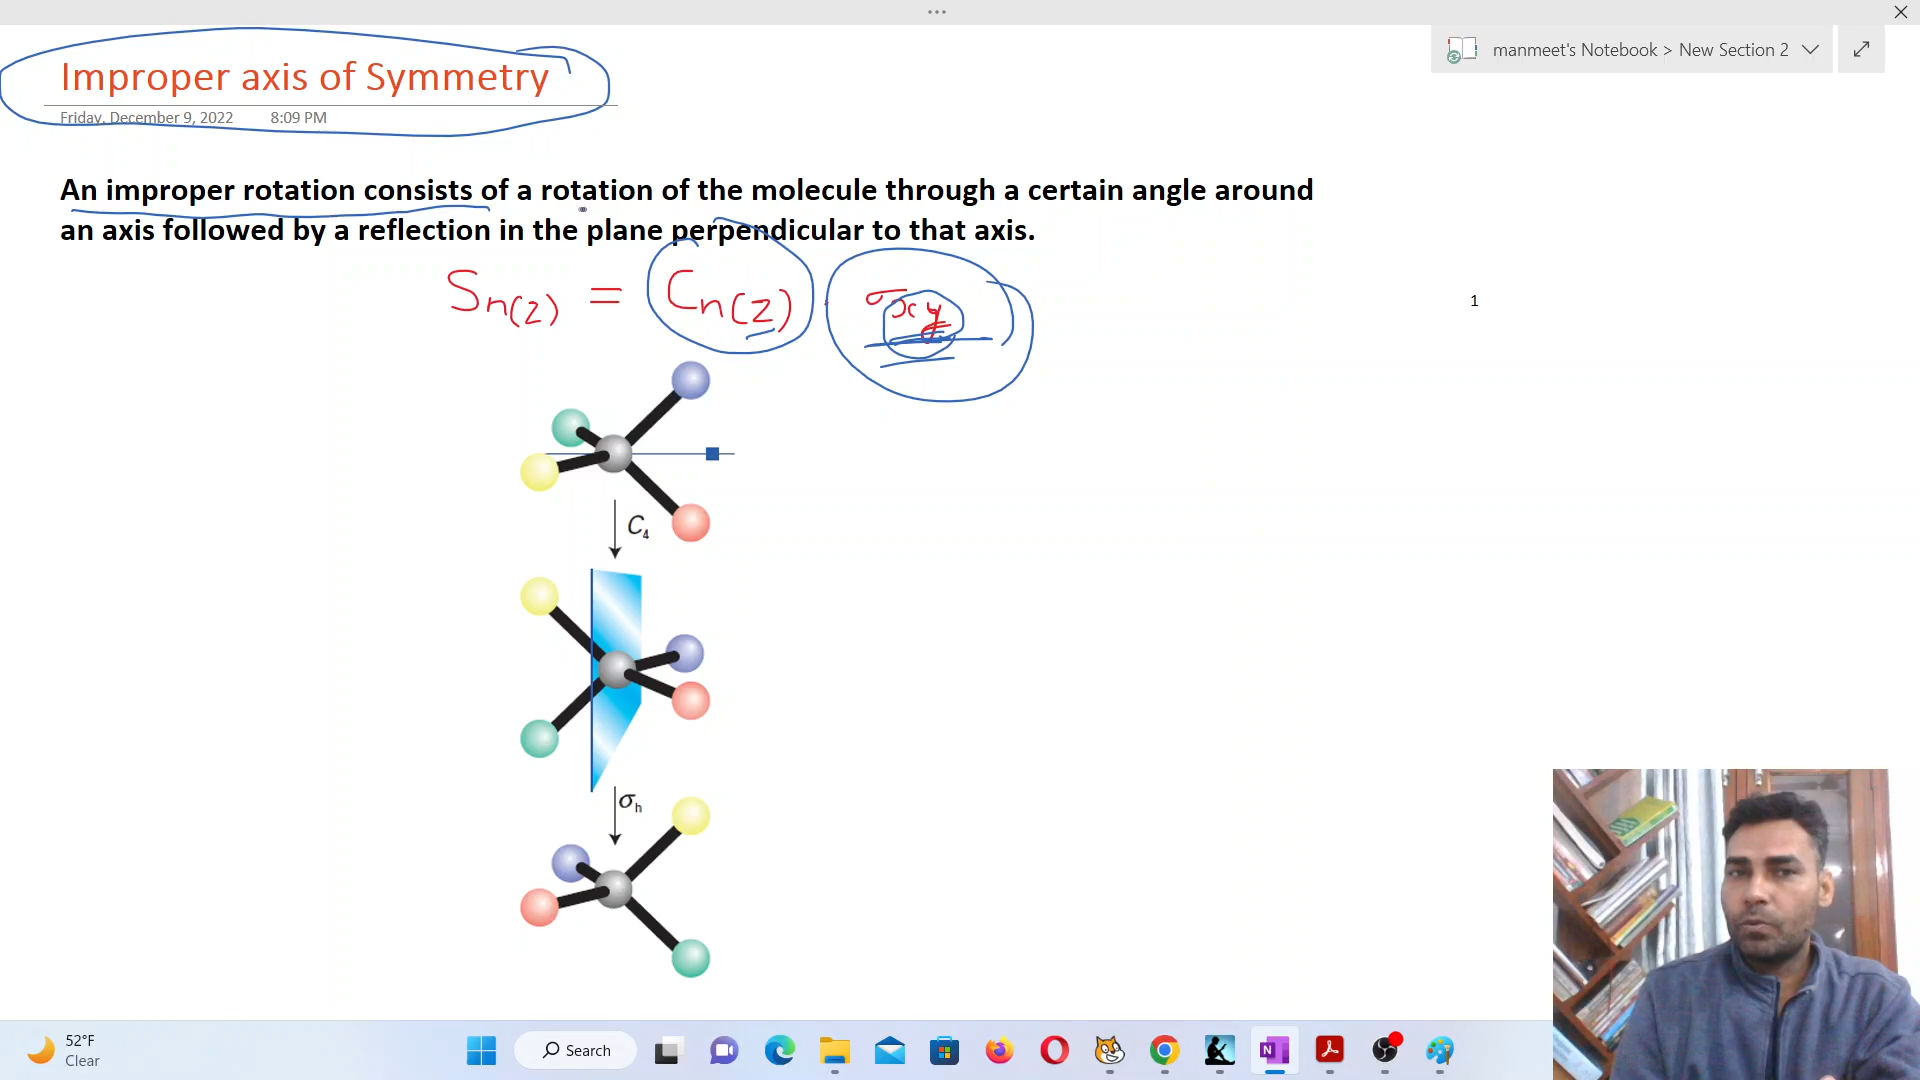 manmeet's Notebook > New Section 2
Improper axis of Symmetry
Friday, December 9, 2022 8:09 PM
An improper rotation consists of a rotation of the molecule through a certain angle around
an axis followed by a reflection in the plane perpendicular to that axis.
Sn(z) = Cn(z) · σxy
1
C4
σh
52°F
Clear
Search